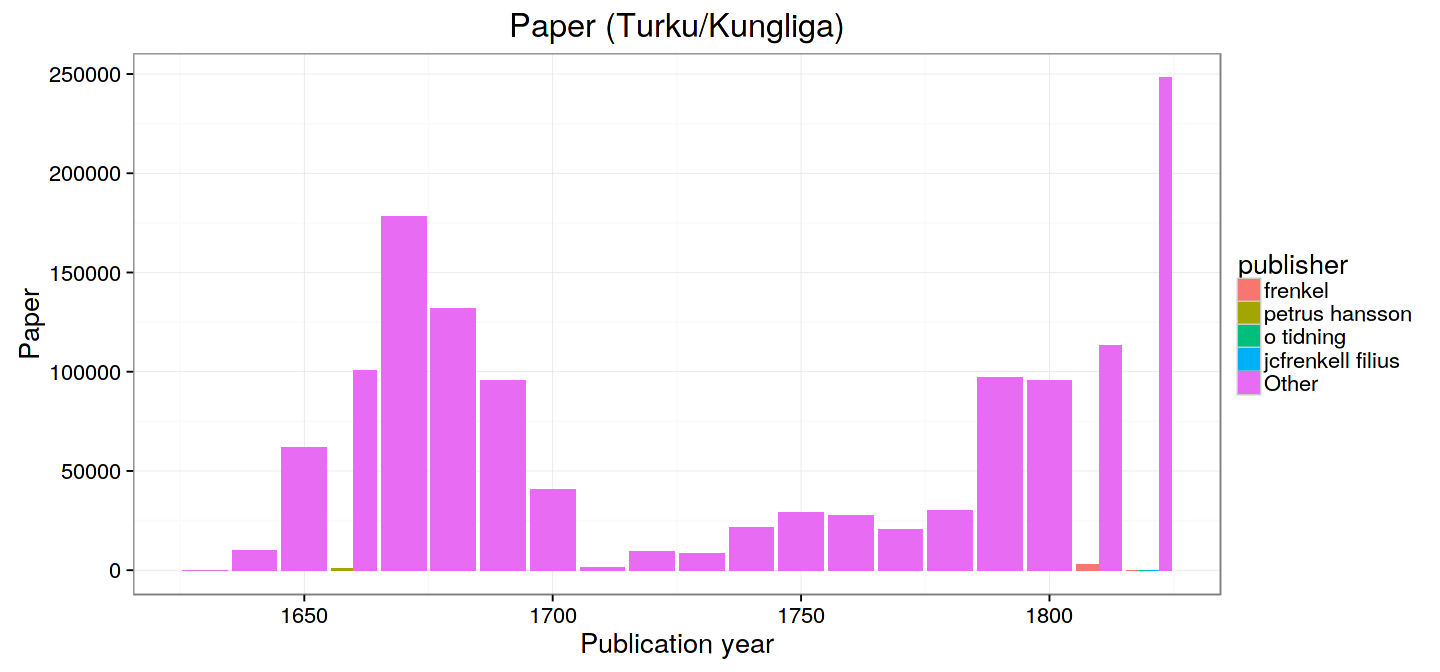 Paper (Turku/Kungliga)
250000
200000
150000
100000
50000
0
Paper
1650
1700
1750
1800
Publication year
publisher
frenkel
petrus hansson
o tidning
jcfrenkell filius
Other